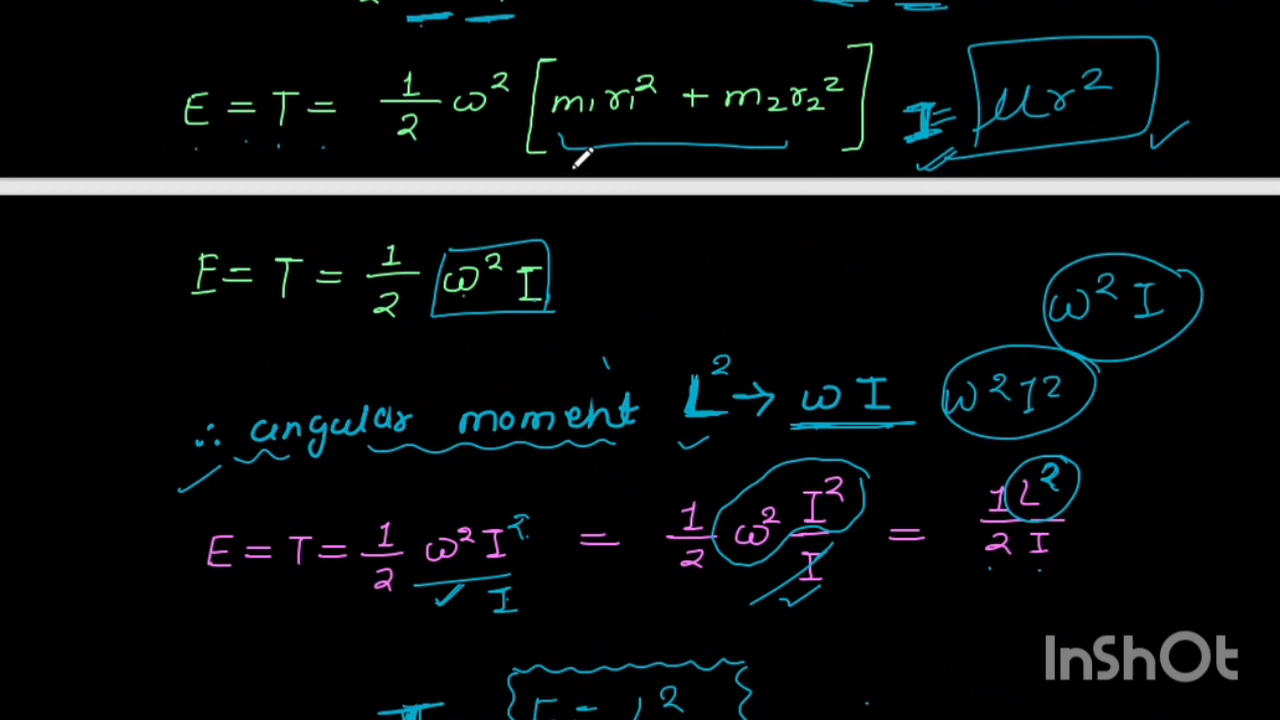 E = T = 1/2 ω² [m₁r₁² + m₂r₂²] I = μr²
E = T = 1/2 ω² I
ω² I
∴ angular moment L² → ω I ω² I²
E = T = 1/2 ω² I² / I = 1/2 ω² I²/I = 1/2 L²/I
InShOt